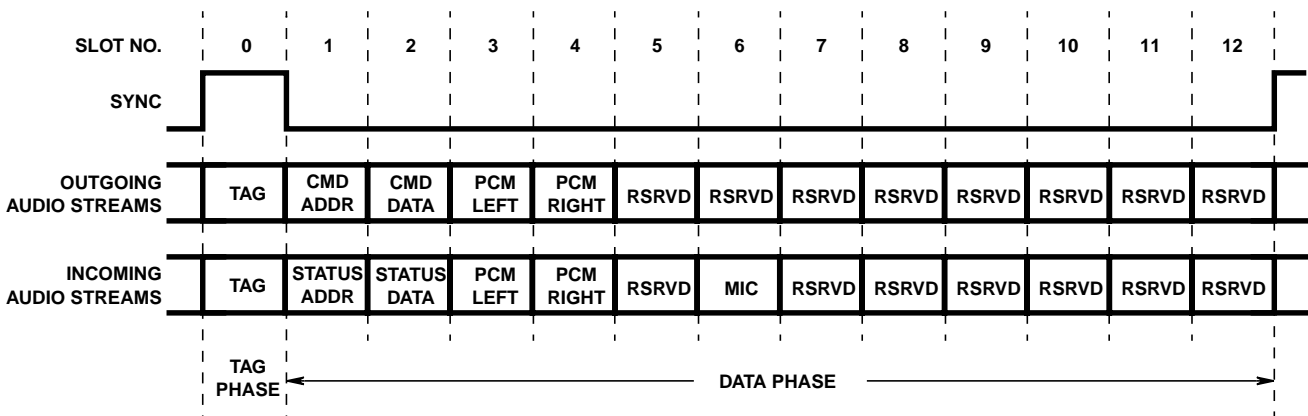 SLOT NO. 0 1 2 3 4 5 6 7 8 9 10 11 12
SYNC
OUTGOING
AUDIO STREAMS
TAG
CMD
ADDR
CMD
DATA
PCM
LEFT
PCM
RIGHT
RSRVD RSRVD RSRVD RSRVD RSRVD RSRVD RSRVD RSRVD
INCOMING
AUDIO STREAMS
TAG
STATUS
ADDR
STATUS
DATA
PCM
LEFT
PCM
RIGHT
RSRVD MIC RSRVD RSRVD RSRVD RSRVD RSRVD RSRVD
TAG
PHASE
DATA PHASE